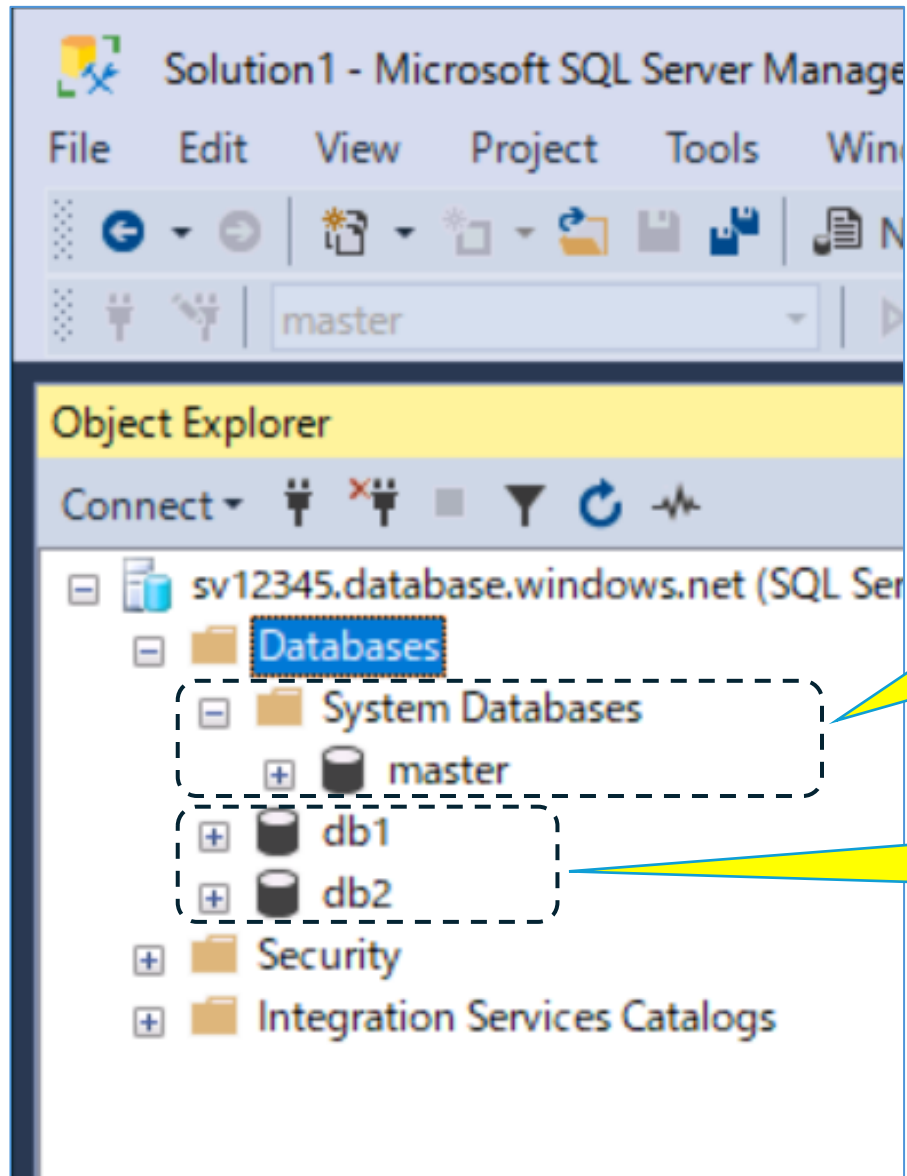 Solution1 - Microsoft SQL Server Manage
File Edit View Project Tools Win
N
master
Object Explorer
Connect
sv12345.database.windows.net (SQL Ser
Databases
System Databases
master
db1
db2
Security
Integration Services Catalogs